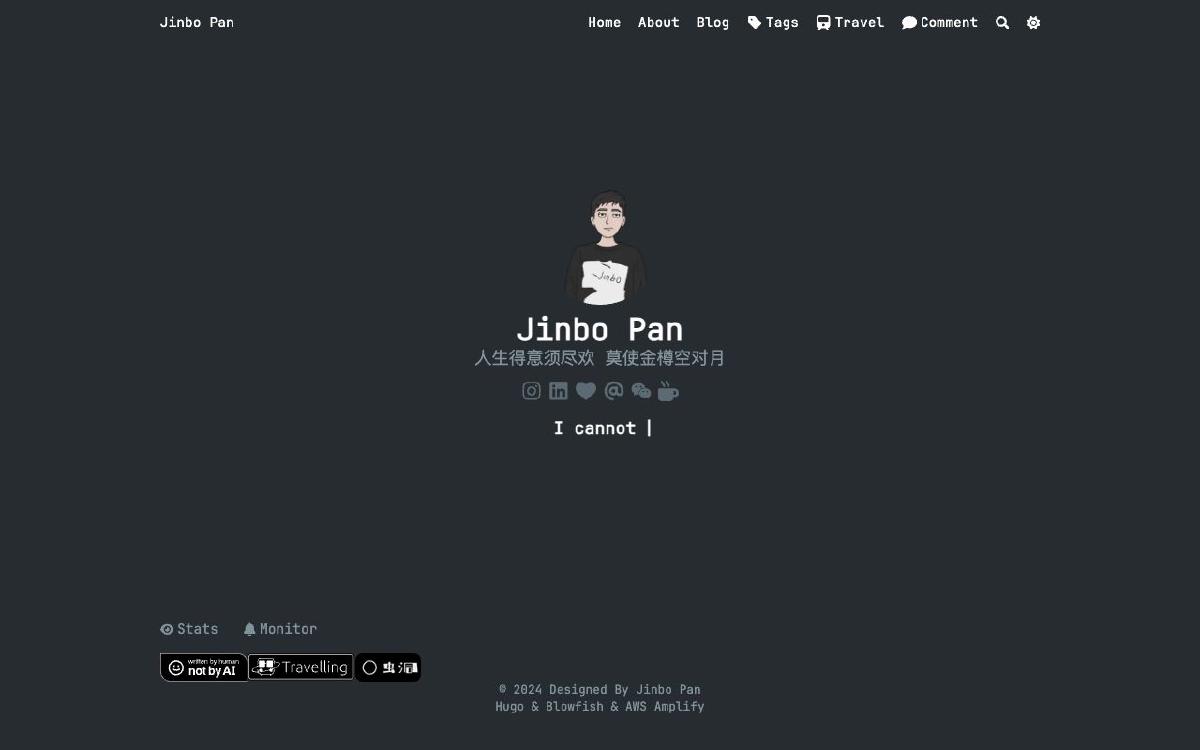 Jinbo Pan
Home About Blog Tags Travel Comment
Jinbo
Jinbo Pan
人生得意须尽欢 莫使金樽空对月
I cannot
Stats Monitor
written by human
not by AI
Travelling
虫洞
© 2024 Designed By Jinbo Pan
Hugo & Blowfish & AWS Amplify